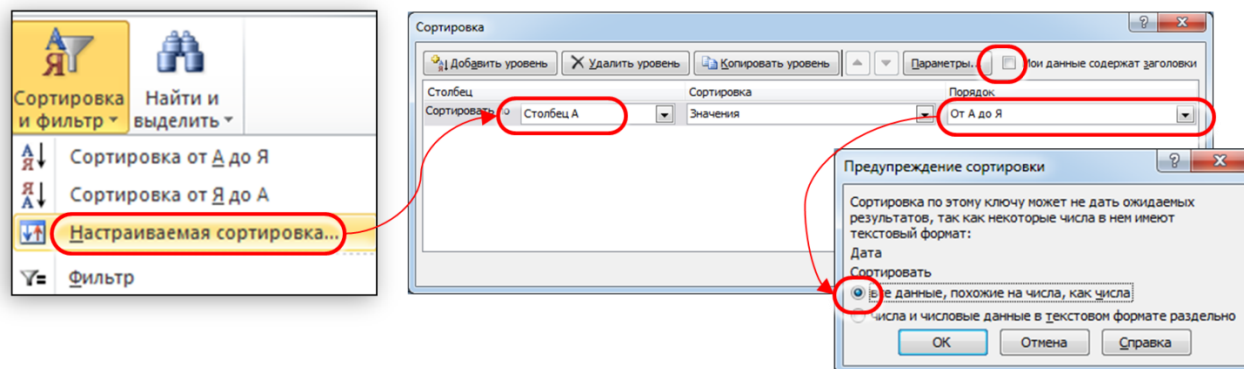 Сортировка
и фильтр
Найти и
выделить
Сортировка от А до Я
Сортировка от Я до А
Настраиваемая сортировка...
Фильтр
Сортировка
Добавить уровень
Удалить уровень
Копировать уровень
Параметры...
Мои данные содержат заголовки
Столбец
Сортировка
Порядок
Сортировать по
Столбец A
Значения
От А до Я
Предупреждение сортировки
Сортировка по этому ключу может не дать ожидаемых
результатов, так как некоторые числа в нем имеют
текстовый формат:
Дата
Сортировать
все данные, похожие на числа, как числа
числа и числовые данные в текстовом формате раздельно
ОК
Отмена
Справка